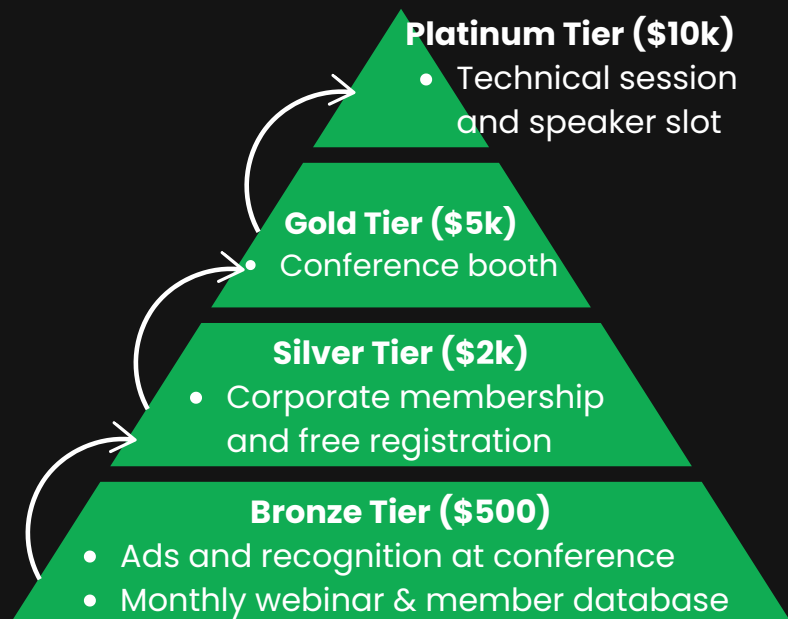 Platinum Tier ($10k)
• Technical session
and speaker slot
Gold Tier ($5k)
• Conference booth
Silver Tier ($2k)
• Corporate membership
and free registration
Bronze Tier ($500)
• Ads and recognition at conference
• Monthly webinar & member database